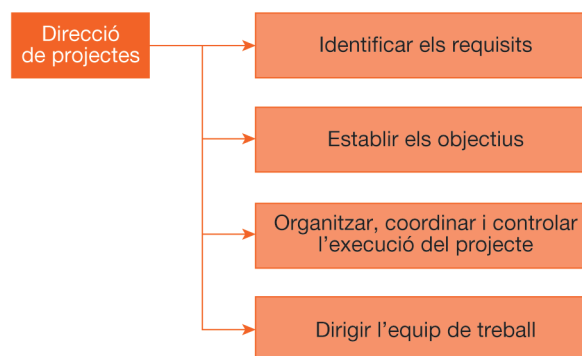 Direcció
de projectes
Identificar els requisits
Establir els objectius
Organitzar, coordinar i controlar
l’execució del projecte
Dirigir l’equip de treball